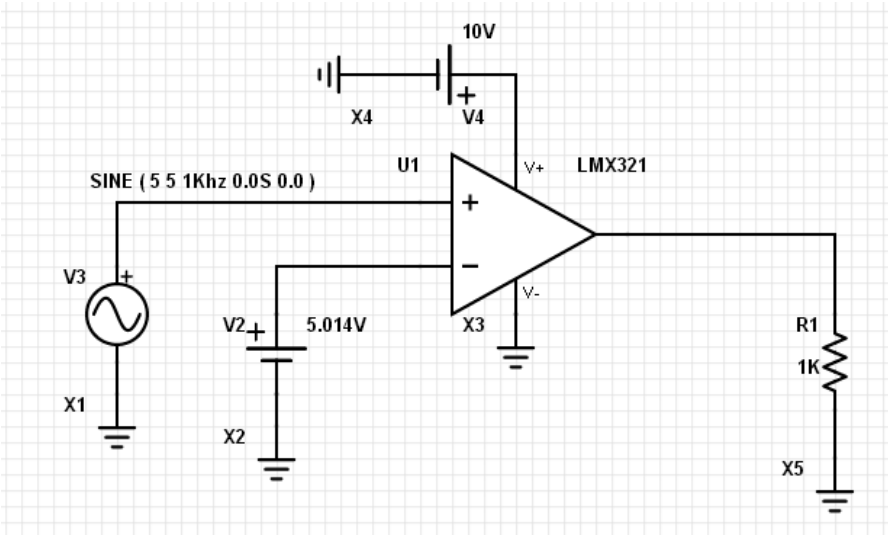 10V
+
X4
V4
U1
V+
LMX321
SINE ( 5 5 1Khz 0.0S 0.0 )
+
V3
+
−
V-
V2
+
5.014V
X3
R1
1K
X1
X2
X5